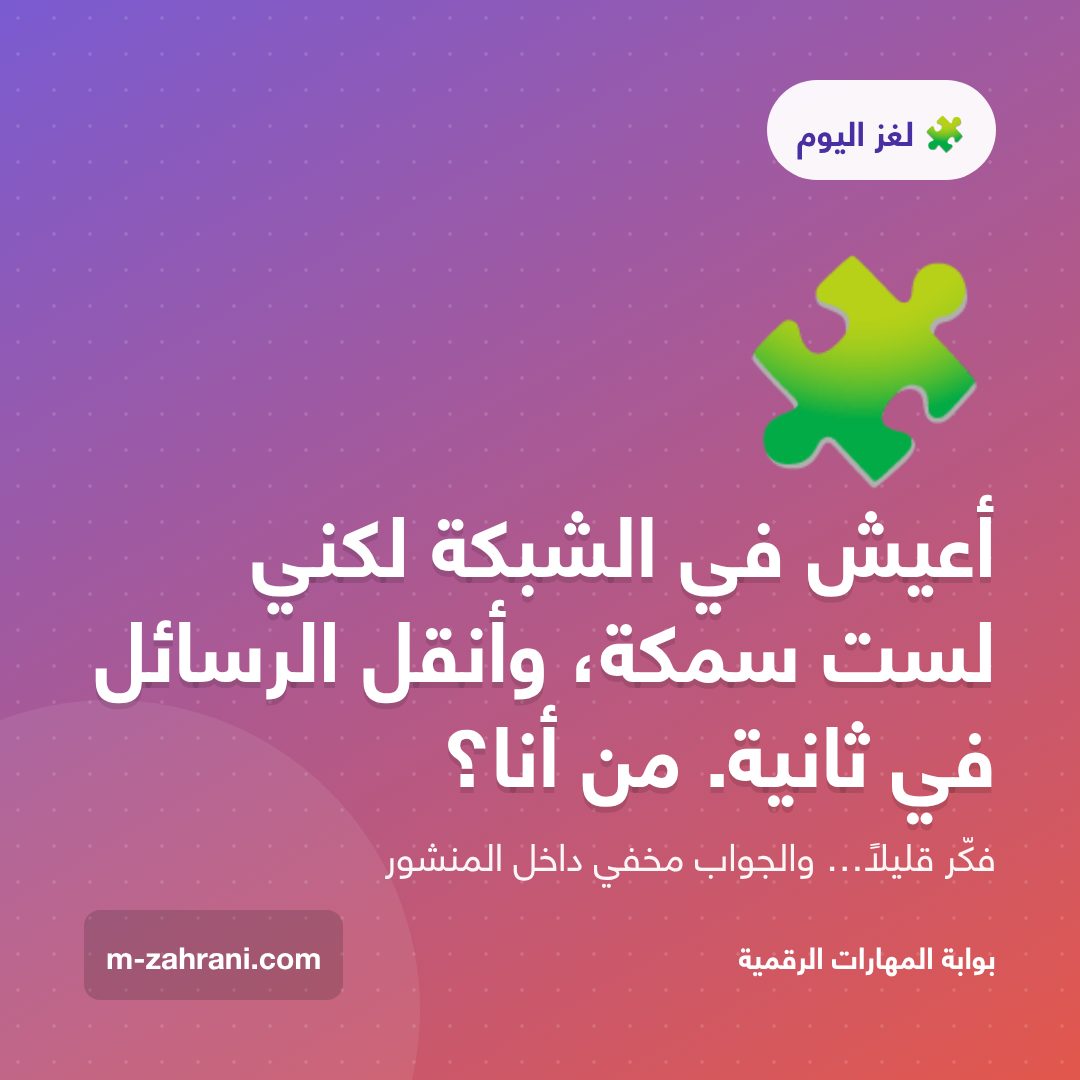 🧩 لغز اليوم
أعيش في الشبكة لكني
لست سمكة، وأنقل الرسائل
في ثانية. من أنا؟
فكّر قليلاً... والجواب مخفي داخل المنشور
بوابة المهارات الرقمية
m-zahrani.com